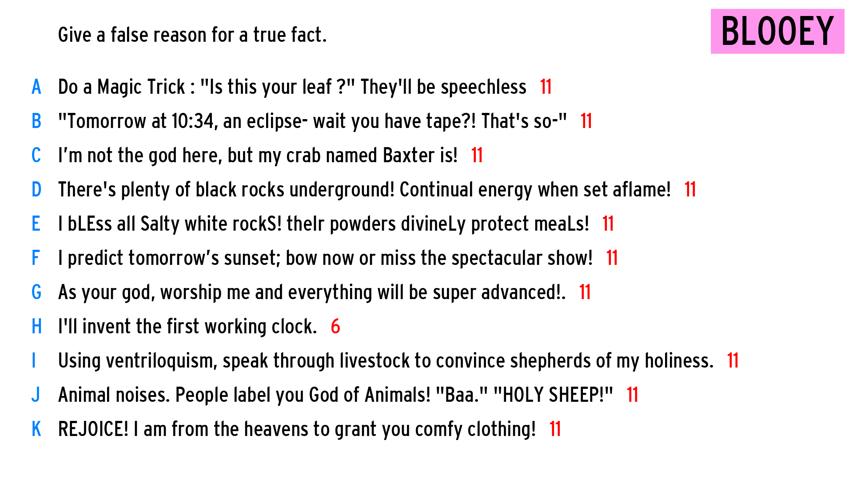 BLOOEY
Give a false reason for a true fact.
A Do a Magic Trick : "Is this your leaf ?" They'll be speechless 11
B "Tomorrow at 10:34, an eclipse- wait you have tape?! That's so-" 11
C I'm not the god here, but my crab named Baxter is! 11
D There's plenty of black rocks underground! Continual energy when set aflame! 11
E I bLEss all Salty white rockS! theIr powders divineLy protect meaLs! 11
F I predict tomorrow's sunset; bow now or miss the spectacular show! 11
G As your god, worship me and everything will be super advanced!. 11
H I'll invent the first working clock. 6
I Using ventriloquism, speak through livestock to convince shepherds of my holiness. 11
J Animal noises. People label you God of Animals! "Baa." "HOLY SHEEP!" 11
K REJOICE! I am from the heavens to grant you comfy clothing! 11